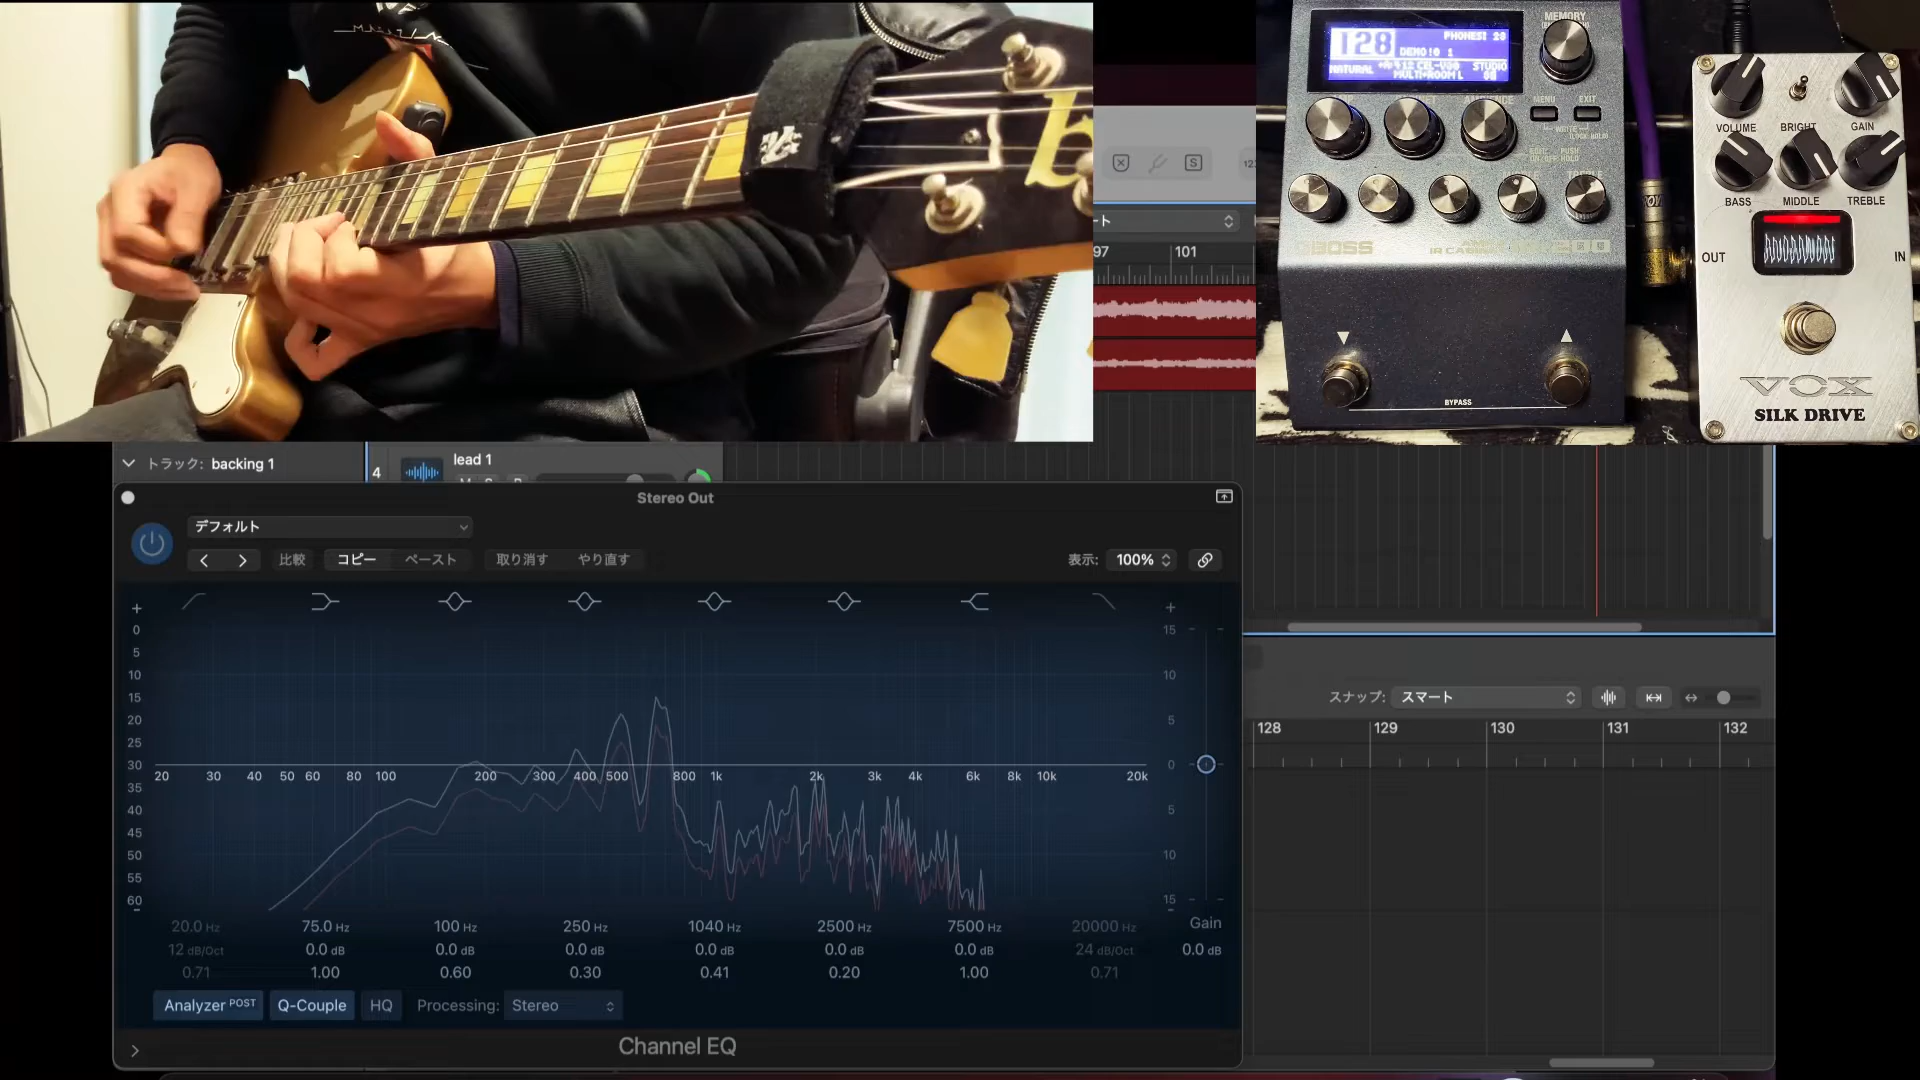 128
PHONES: 28
DEMO!0 1
NATURAL
STUDIO
MULTI+ROOM L
MEMORY
MENU
EXIT
BOSS
BYPASS
VOLUME
BRIGHT
GAIN
BASS
MIDDLE
TREBLE
OUT
IN
VOX
SILK DRIVE
97
101
トラック: backing 1
4
lead 1
Stereo Out
デフォルト
比較
コピー
ペースト
取り消す
やり直す
表示:
100%
+
0
5
10
15
20
25
30
35
40
45
50
55
60
20
30
40
50
60
80
100
200
300
400
500
800
1k
2k
3k
4k
6k
8k
10k
20k
+
15
10
5
0
5
10
15
20.0 Hz
75.0 Hz
100 Hz
250 Hz
1040 Hz
2500 Hz
7500 Hz
20000 Hz
Gain
12 dB/Oct
0.0 dB
0.0 dB
0.0 dB
0.0 dB
0.0 dB
0.0 dB
24 dB/Oct
0.0 dB
0.71
1.00
0.60
0.30
0.41
0.20
1.00
0.71
Analyzer POST
Q-Couple
HQ
Processing:
Stereo
Channel EQ
スナップ:
スマート
128
129
130
131
132